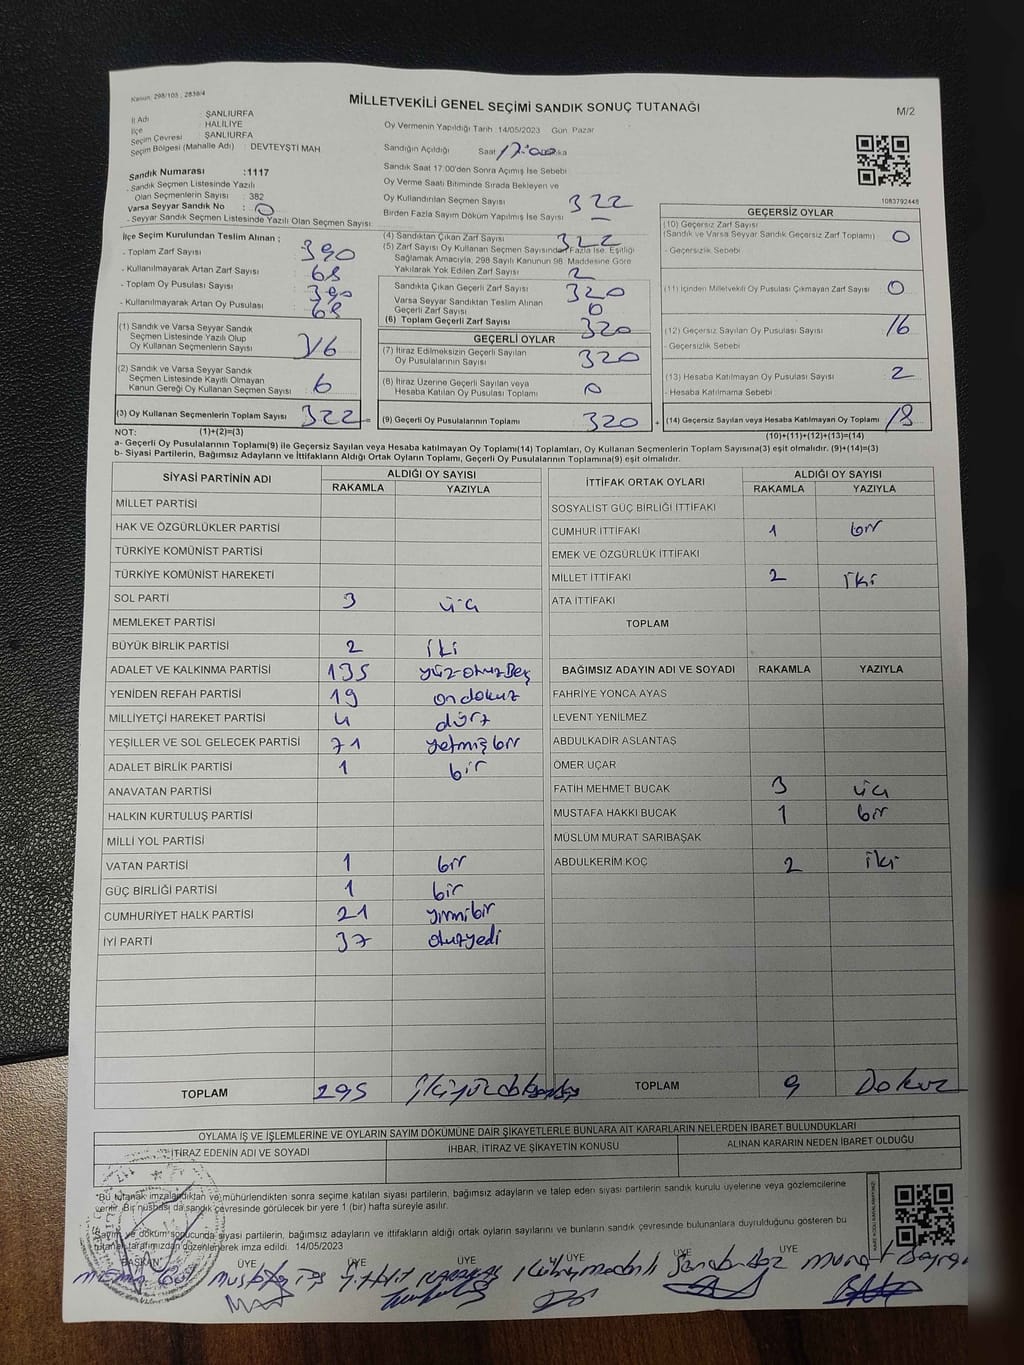 Kanun: 298/103 ; 2839/4
MİLLETVEKİLİ GENEL SEÇİMİ SANDIK SONUÇ TUTANAĞI
M/2
İl Adı : ŞANLIURFA
İlçe : HALİLİYE
Seçim Çevresi : ŞANLIURFA
Seçim Bölgesi (Mahalle Adı) : DEVTEYŞTİ MAH
Sandık Numarası :1117
- Sandık Seçmen Listesinde Yazılı
Olan Seçmenlerin Sayısı : 382
Varsa Seyyar Sandık No : 0
- Seyyar Sandık Seçmen Listesinde Yazılı Olan Seçmen Sayısı:
Oy Vermenin Yapıldığı Tarih :14/05/2023 Gün: Pazar
Sandığın Açıldığı Saat 17:00
Sandık Saat 17.00'den Sonra Açımış İse Sebebi
Oy Verme Saati Bitiminde Sırada Bekleyen ve
Oy Kullandırılan Seçmen Sayısı 322
Birden Fazla Sayım Döküm Yapılmış İse Sayısı —
1083792448
İlçe Seçim Kurulundan Teslim Alınan ;
- Toplam Zarf Sayısı : 390
- Kullanılmayarak Artan Zarf Sayısı : 68
- Toplam Oy Pusulası Sayısı : 390
- Kullanılmayarak Artan Oy Pusulası : 68
(1) Sandık ve Varsa Seyyar Sandık
Seçmen Listesinde Yazılı Olup
Oy Kullanan Seçmenlerin Sayısı : 316
(2) Sandık ve Varsa Seyyar Sandık
Seçmen Listesinde Kayıtlı Olmayan
Kanun Gereği Oy Kullanan Seçmen Sayısı : 6
(3) Oy Kullanan Seçmenlerin Toplam Sayısı : 322
(4) Sandıktan Çıkan Zarf Sayısı 322
(5) Zarf Sayısı Oy Kullanan Seçmen Sayısından Fazla İse, Eşitliği
Sağlamak Amacıyla, 298 Sayılı Kanunun 98. Maddesine Göre
Yakılarak Yok Edilen Zarf Sayısı 2
Sandıkta Çıkan Geçerli Zarf Sayısı : 320
Varsa Seyyar Sandıktan Teslim Alınan
Geçerli Zarf Sayısı : 0
(6) Toplam Geçerli Zarf Sayısı : 320
GEÇERLİ OYLAR
(7) İtiraz Edilmeksizin Geçerli Sayılan
Oy Pusulalarının Sayısı : 320
(8) İtiraz Üzerine Geçerli Sayılan veya
Hesaba Katılan Oy Pusulası Toplamı : 0
(9) Geçerli Oy Pusulalarının Toplamı : 320
GEÇERSİZ OYLAR
(10) Geçersiz Zarf Sayısı
(Sandık ve Varsa Seyyar Sandık Geçersiz Zarf Toplamı) : 0
- Geçersizlik Sebebi
(11) İçinden Milletvekili Oy Pusulası Çıkmayan Zarf Sayısı : 0
(12) Geçersiz Sayılan Oy Pusulası Sayısı : 16
- Geçersizlik Sebebi
(13) Hesaba Katılmayan Oy Pusulası Sayısı : 2
- Hesaba Katılmama Sebebi
(14) Geçersiz Sayılan veya Hesaba Katılmayan Oy Toplamı : 18
NOT: (1)+(2)=(3)
(10)+(11)+(12)+(13)=(14)
a- Geçerli Oy Pusulalarının Toplamı(9) ile Geçersiz Sayılan veya Hesaba katılmayan Oy Toplamı(14) Toplamları, Oy Kullanan Seçmenlerin Toplam Sayısına(3) eşit olmalıdır. (9)+(14)=(3)
b- Siyasi Partilerin, Bağımsız Adayların ve İttifakların Aldığı Ortak Oyların Toplamı, Geçerli Oy Pusulalarının Toplamına(9) eşit olmalıdır.
SİYASİ PARTİNİN ADI ALDIĞI OY SAYISI
RAKAMLA YAZIYLA
MİLLET PARTİSİ
HAK VE ÖZGÜRLÜKLER PARTİSİ
TÜRKİYE KOMÜNİST PARTİSİ
TÜRKİYE KOMÜNİST HAREKETİ
SOL PARTİ 3 üç
MEMLEKET PARTİSİ
BÜYÜK BİRLİK PARTİSİ 2 iki
ADALET VE KALKINMA PARTİSİ 135 yüz-otuzBeş
YENİDEN REFAH PARTİSİ 19 ondokuz
MİLLİYETÇİ HAREKET PARTİSİ 4 dört
YEŞİLLER VE SOL GELECEK PARTİSİ 71 yetmiş bir
ADALET BİRLİK PARTİSİ 1 bir
ANAVATAN PARTİSİ
HALKIN KURTULUŞ PARTİSİ
MİLLİ YOL PARTİSİ
VATAN PARTİSİ 1 bir
GÜÇ BİRLİĞİ PARTİSİ 1 bir
CUMHURİYET HALK PARTİSİ 21 yirmibir
İYİ PARTİ 37 otuzyedi
TOPLAM 295
İTTİFAK ORTAK OYLARI ALDIĞI OY SAYISI
RAKAMLA YAZIYLA
SOSYALİST GÜÇ BİRLİĞİ İTTİFAKI
CUMHUR İTTİFAKI 1 bir
EMEK VE ÖZGÜRLÜK İTTİFAKI
MİLLET İTTİFAKI 2 iki
ATA İTTİFAKI
TOPLAM
BAĞIMSIZ ADAYIN ADI VE SOYADI RAKAMLA YAZIYLA
FAHRİYE YONCA AYAS
LEVENT YENİLMEZ
ABDULKADİR ASLANTAŞ
ÖMER UÇAR
FATİH MEHMET BUCAK 3 üç
MUSTAFA HAKKI BUCAK 1 bir
MÜSLÜM MURAT SARIBAŞAK
ABDULKERİM KOÇ 2 iki
TOPLAM 9 Dokuz
OYLAMA İŞ VE İŞLEMLERİNE VE OYLARIN SAYIM DÖKÜMÜNE DAİR ŞİKAYETLERLE BUNLARA AİT KARARLARIN NELERDEN İBARET BULUNDUKLARI
İTİRAZ EDENİN ADI VE SOYADI İHBAR, İTİRAZ VE ŞİKAYETİN KONUSU ALINAN KARARIN NEDEN İBARET OLDUĞU
*Bu tutanak imzalandıktan ve mühürlendikten sonra seçime katılan siyasi partilerin, bağımsız adayların ve talep eden siyasi partilerin sandık kurulu üyelerine veya gözlemcilerine
verilir. Bir nüshası da sandık çevresinde görülecek bir yere 1 (bir) hafta süreyle asılır.
Sayım ve döküm sonucunda siyasi partilerin, bağımsız adayların ve ittifakların aldığı ortak oyların sayılarını ve bunların sandık çevresinde bulunanlara duyrulduğunu gösteren bu
tutanak tarafımızdan düzenlenerek imza edildi. 14/05/2023
BAŞKAN ÜYE ÜYE ÜYE ÜYE ÜYE